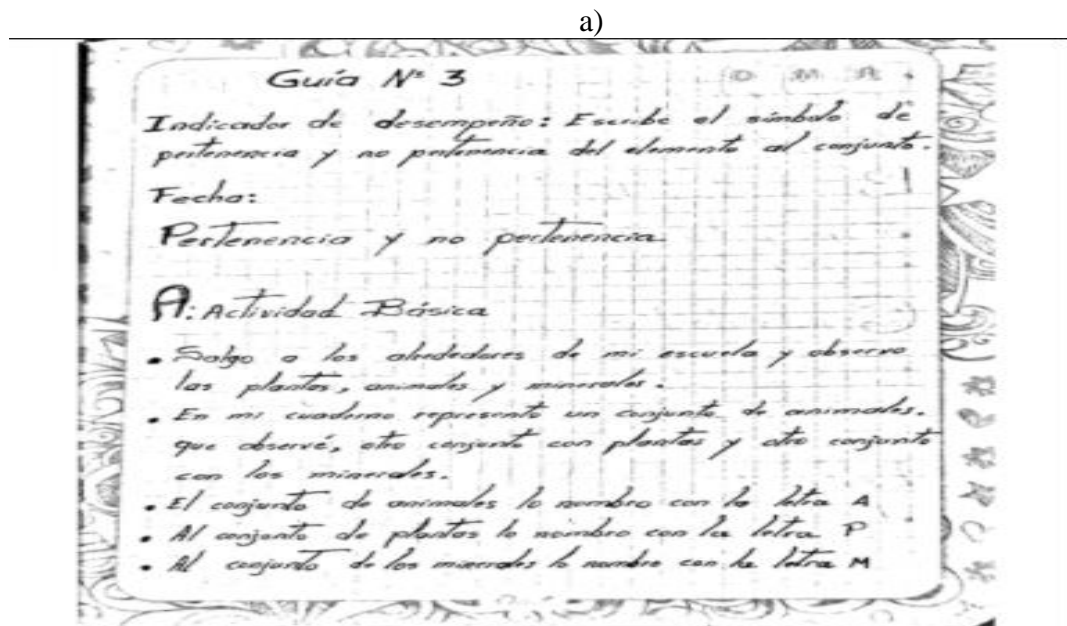 a)
Guía Nº 3
D M A
Indicador de desempeño: Escribe el símbolo de
pertenencia y no pertenencia del elemento al conjunto.
Fecha:
Pertenencia y no pertenencia
A: Actividad Básica
• Salgo a los alrededores de mi escuela y observo
las plantas, animales y minerales.
• En mi cuaderno represento un conjunto de animales.
que observé, otro conjunto con plantas y otro conjunto
con los minerales.
• El conjunto de animales lo nombro con la letra A
• Al conjunto de plantas lo nombro con la letra P
• Al conjunto de los minerales lo nombro con la letra M